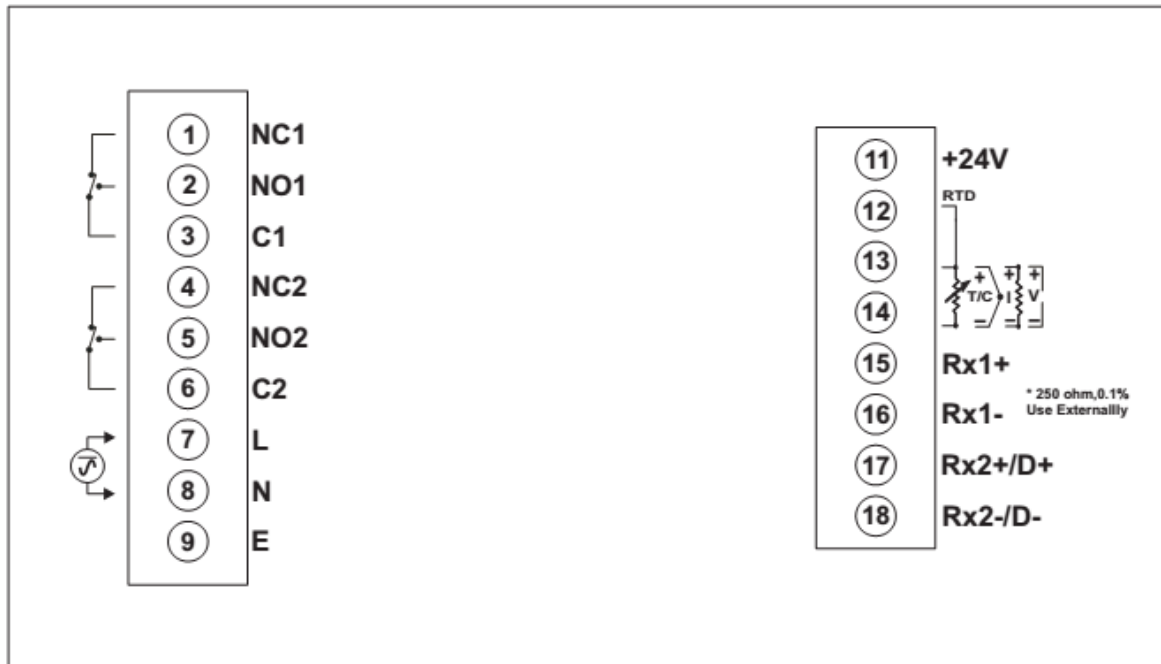 1 NC1
2 NO1
3 C1
4 NC2
5 NO2
6 C2
7 L
8 N
9 E
11 +24V
12 RTD
13 + + +
T/C I V
14 – – –
15 Rx1+
16 Rx1-
* 250 ohm,0.1%
Use Externallly
17 Rx2+/D+
18 Rx2-/D-